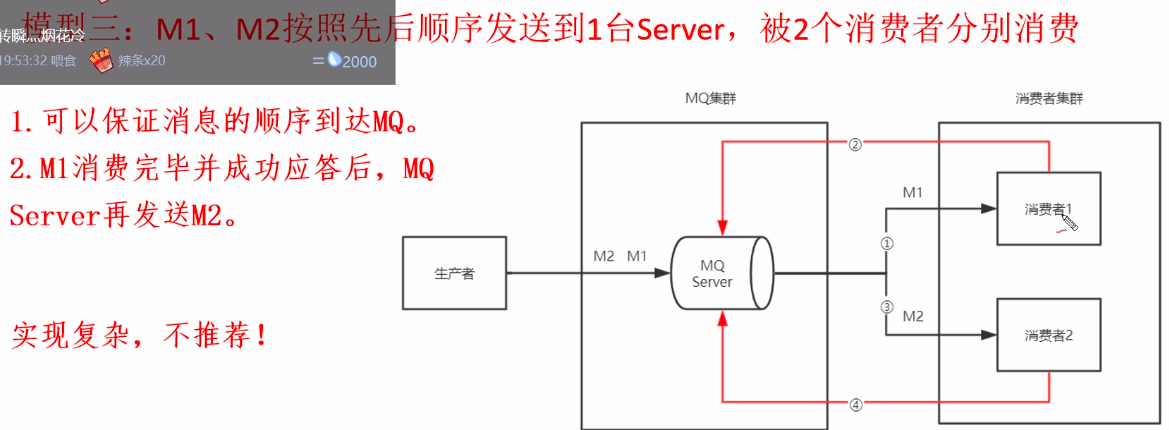 模型三：M1、M2按照先后顺序发送到1台Server，被2个消费者分别消费
转瞬点烟花冷
19:53:32 喂食 辣条x20 =2000
1.可以保证消息的顺序到达MQ。
2.M1消费完毕并成功应答后，MQ
Server再发送M2。
实现复杂，不推荐！
MQ集群
消费者集群
②
M1
消费者1
①
生产者
M2 M1
MQ
Server
③
M2
消费者2
④